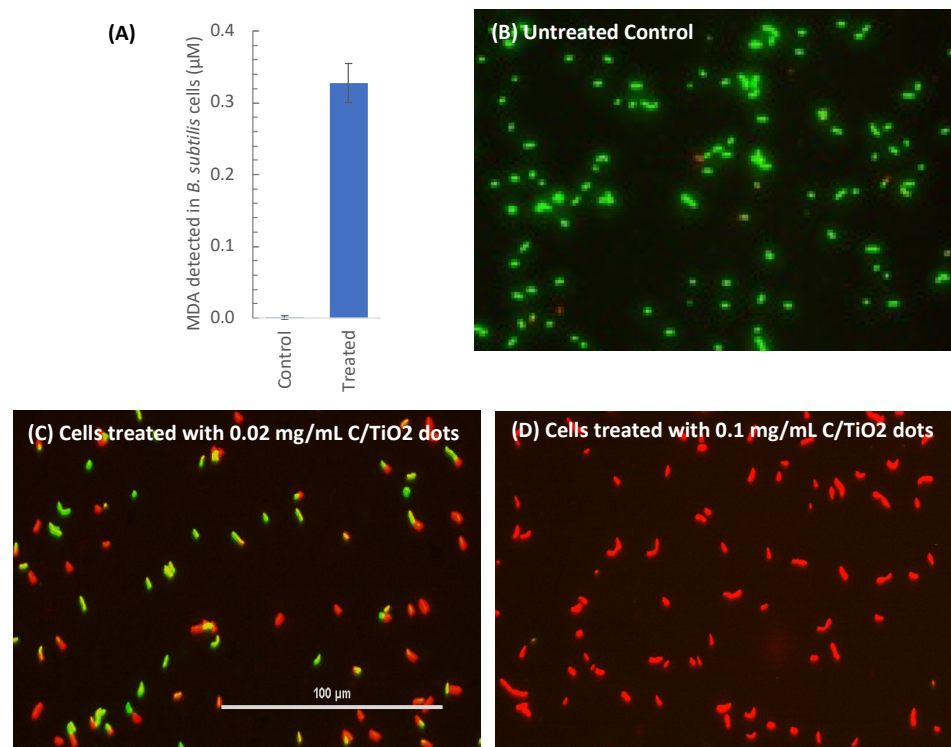 (A)
MDA detected in B. subtilis cells (µM)
0.4
0.3
0.2
0.1
0.0
Control
Treated
(B) Untreated Control
(C) Cells treated with 0.02 mg/mL C/TiO2 dots
100 µm
(D) Cells treated with 0.1 mg/mL C/TiO2 dots